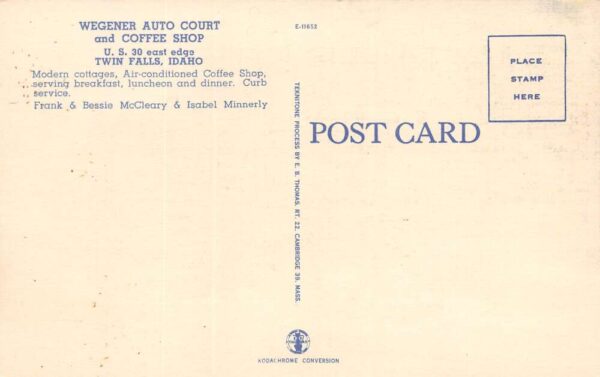 WEGENER AUTO COURT
and COFFEE SHOP
U. S. 30 east edge
TWIN FALLS, IDAHO
Modern cottages, Air-conditioned Coffee Shop,
serving breakfast, luncheon and dinner. Curb
service.
Frank & Bessie McCleary & Isabel Minnerly
E-11652
TEKNITONE PROCESS BY E. B. THOMAS, RT. 22, CAMBRIDGE 39, MASS.
POST CARD
PLACE
STAMP
HERE
KODACHROME CONVERSION